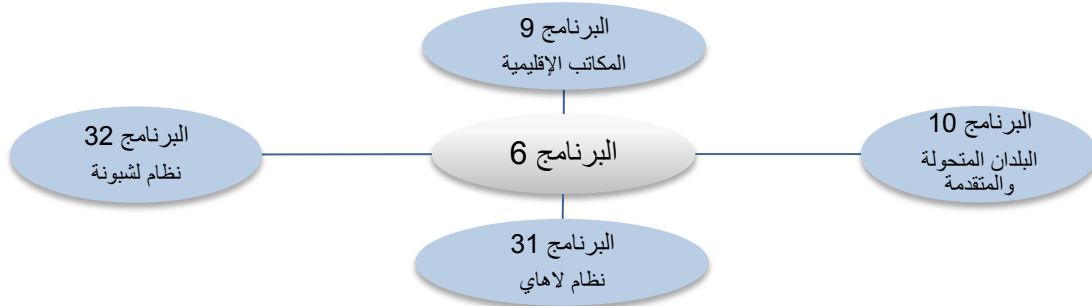 البرنامج 9
المكاتب الإقليمية
البرنامج 10
البلدان المتحولة
والمتقدمة
البرنامج 6
البرنامج 32
نظام لشبونة
البرنامج 31
نظام لاهاي